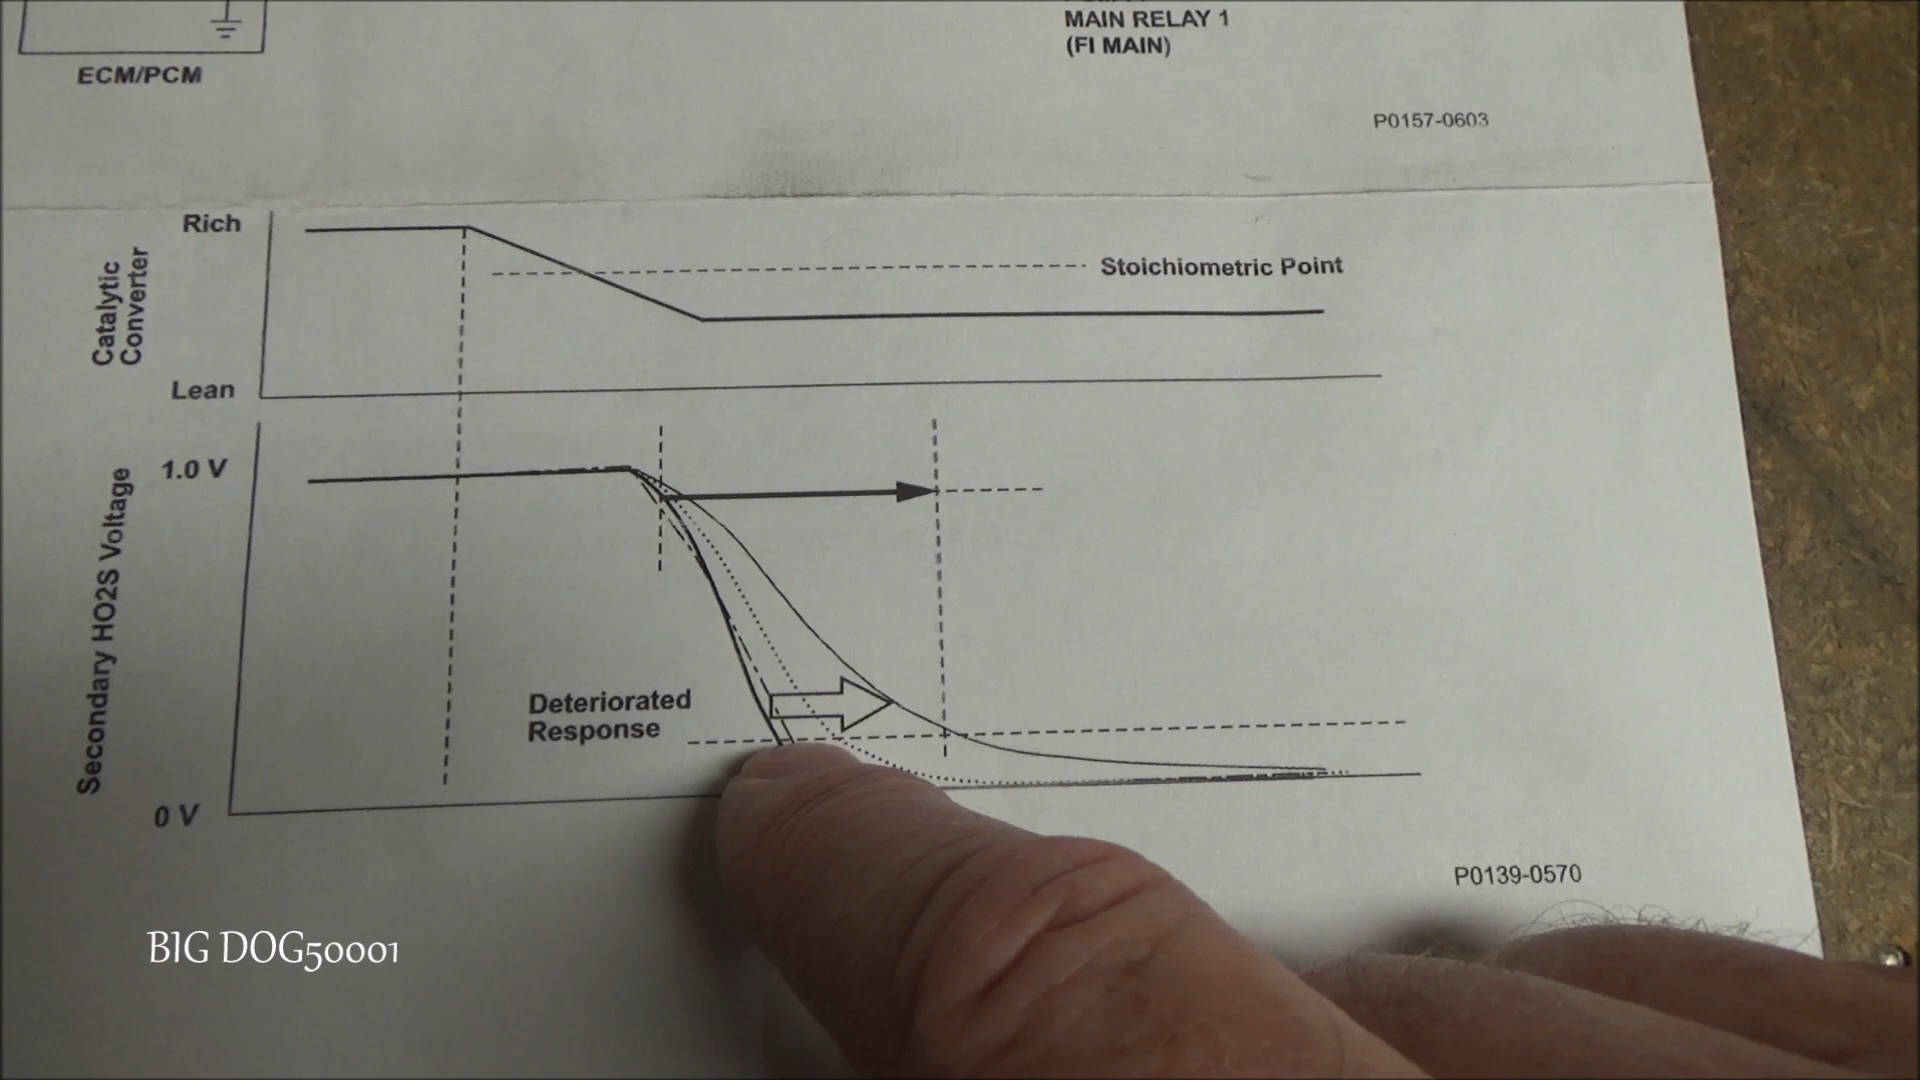 MAIN RELAY 1
(FI MAIN)
ECM/PCM
P0157-0603
Rich
Stoichiometric Point
Catalytic
Converter
Lean
1.0 V
Secondary HO2S Voltage
Deteriorated
Response
0 V
P0139-0570
BIG DOG50001